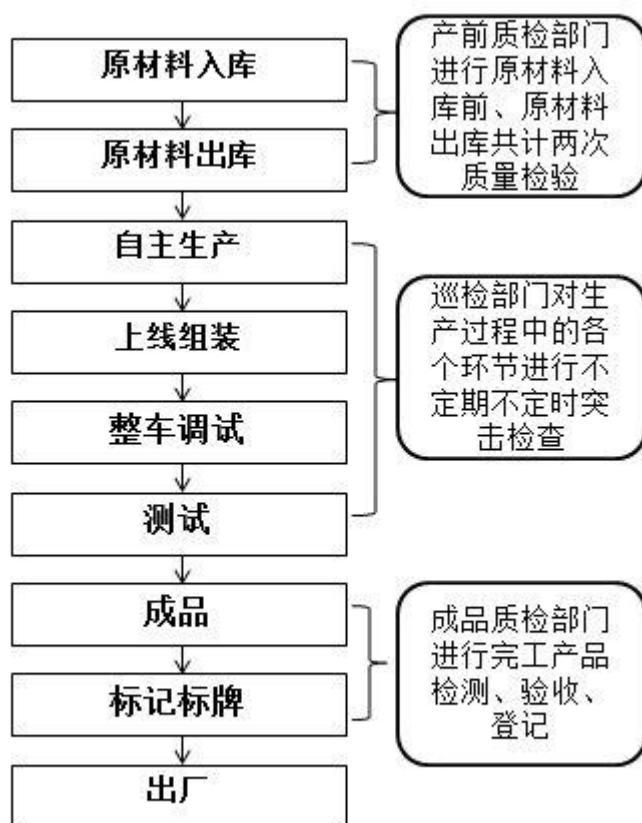 原材料入库
原材料出库
自主生产
上线组装
整车调试
测试
成品
标记标牌
出厂
产前质检部门
进行原材料入
库前、原材料
出库共计两次
质量检验
巡检部门对生
产过程中的各
个环节进行不
定期不定时突
击检查
成品质检部门
进行完工产品
检测、验收、
登记